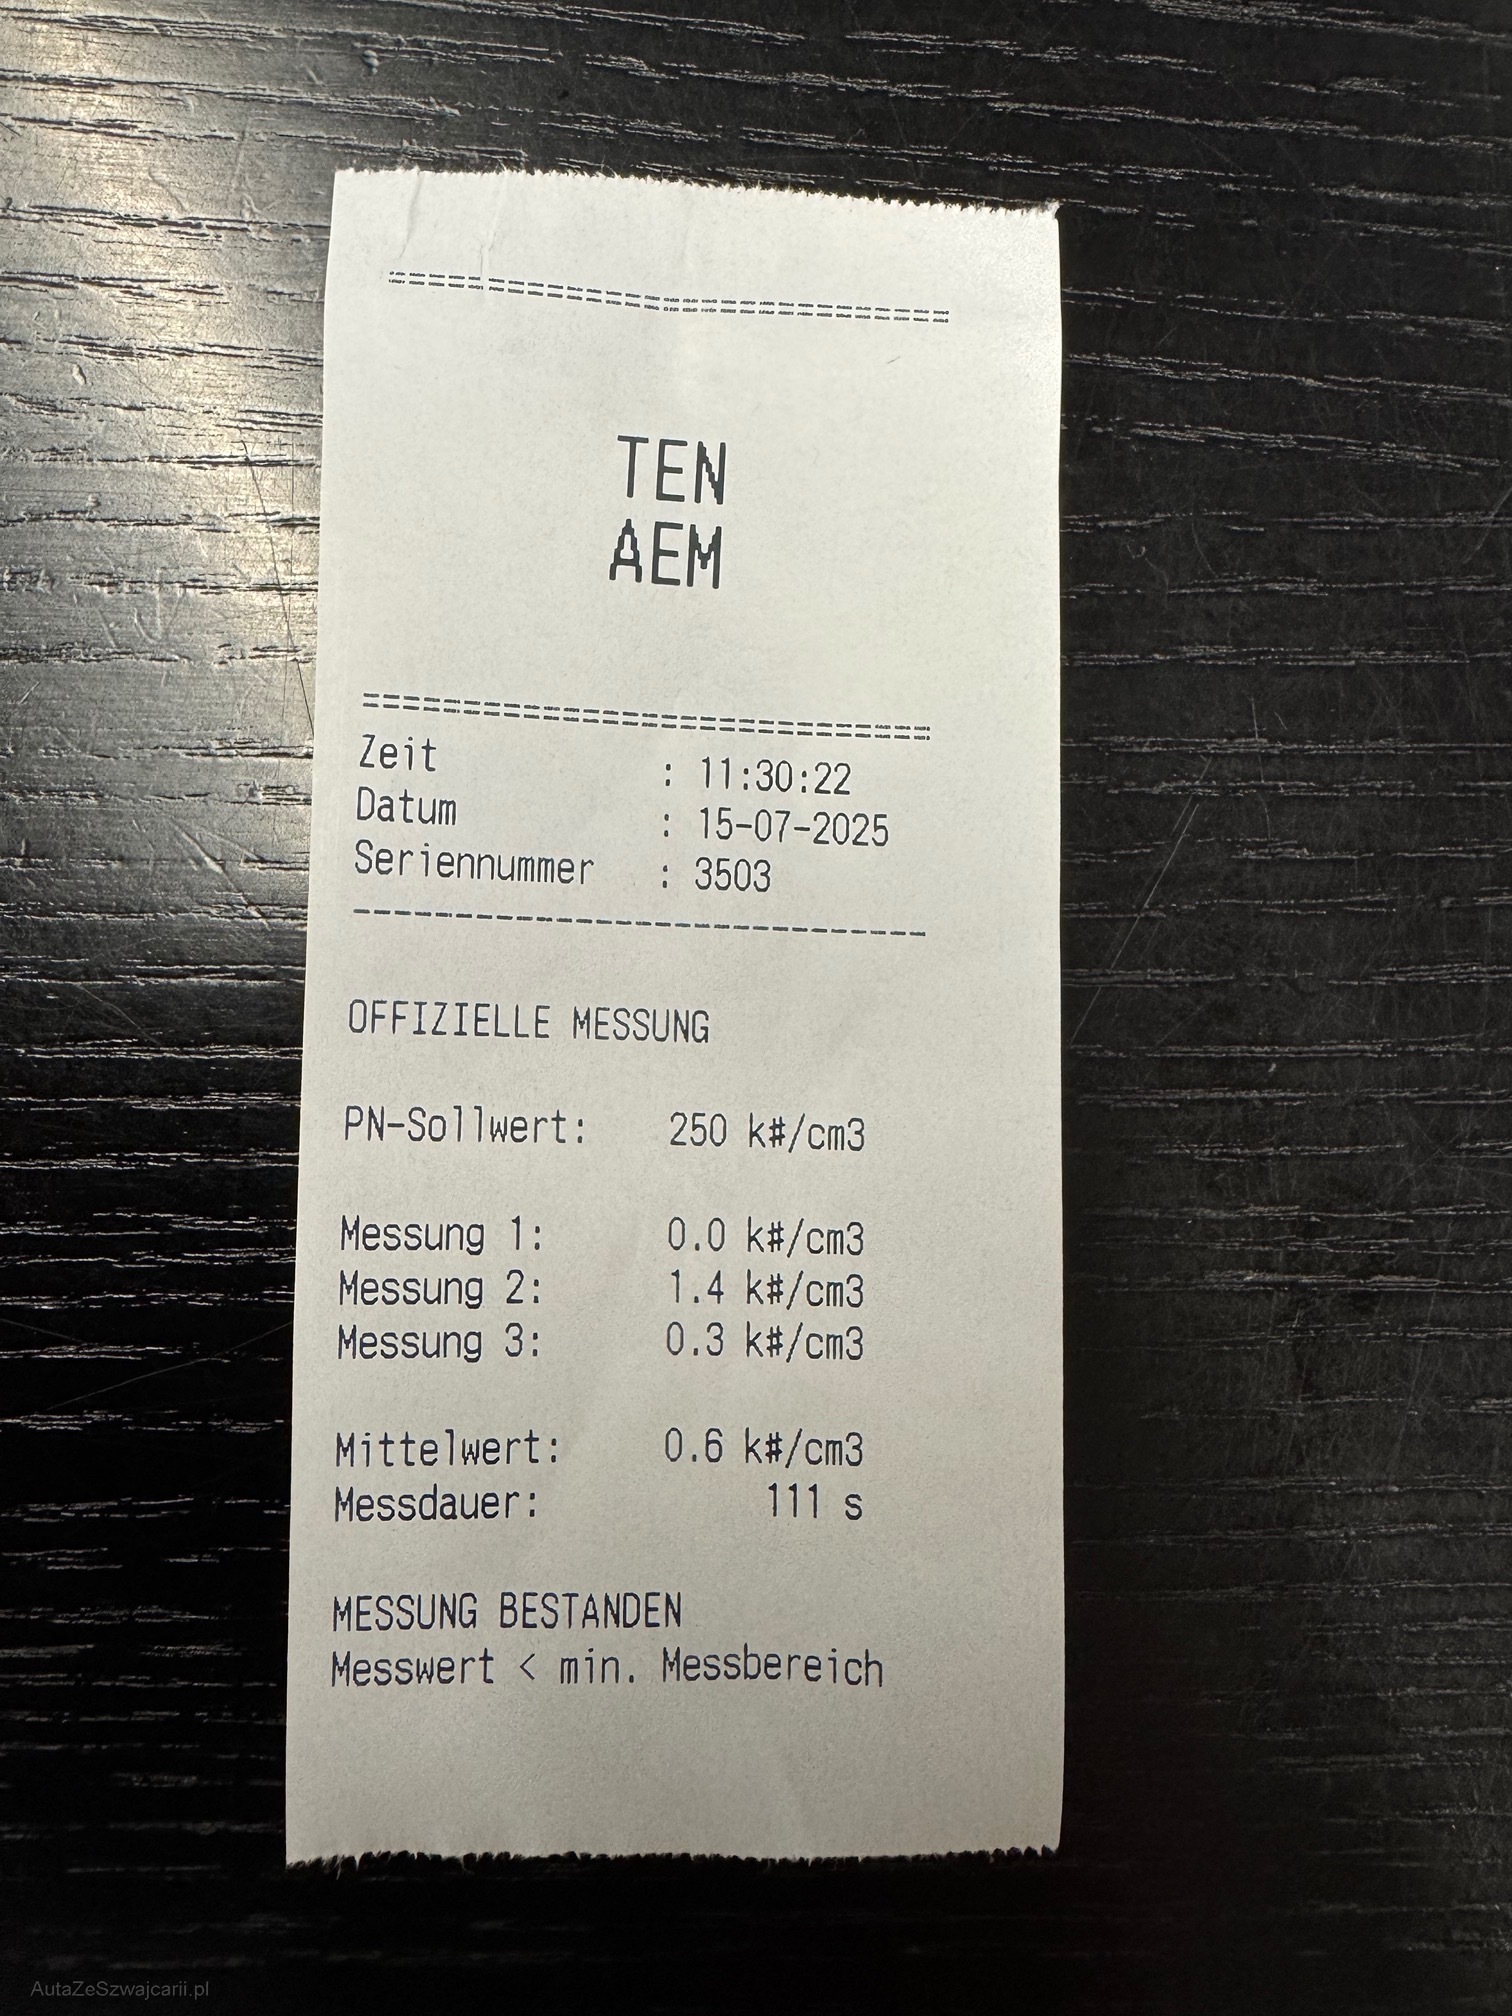 ==============================
TEN
AEM
==============================
Zeit : 11:30:22
Datum : 15-07-2025
Seriennummer : 3503
------------------------------
OFFIZIELLE MESSUNG
PN-Sollwert: 250 k#/cm3
Messung 1: 0.0 k#/cm3
Messung 2: 1.4 k#/cm3
Messung 3: 0.3 k#/cm3
Mittelwert: 0.6 k#/cm3
Messdauer: 111 s
MESSUNG BESTANDEN
Messwert < min. Messbereich
AutaZeSzwajcarii.pl